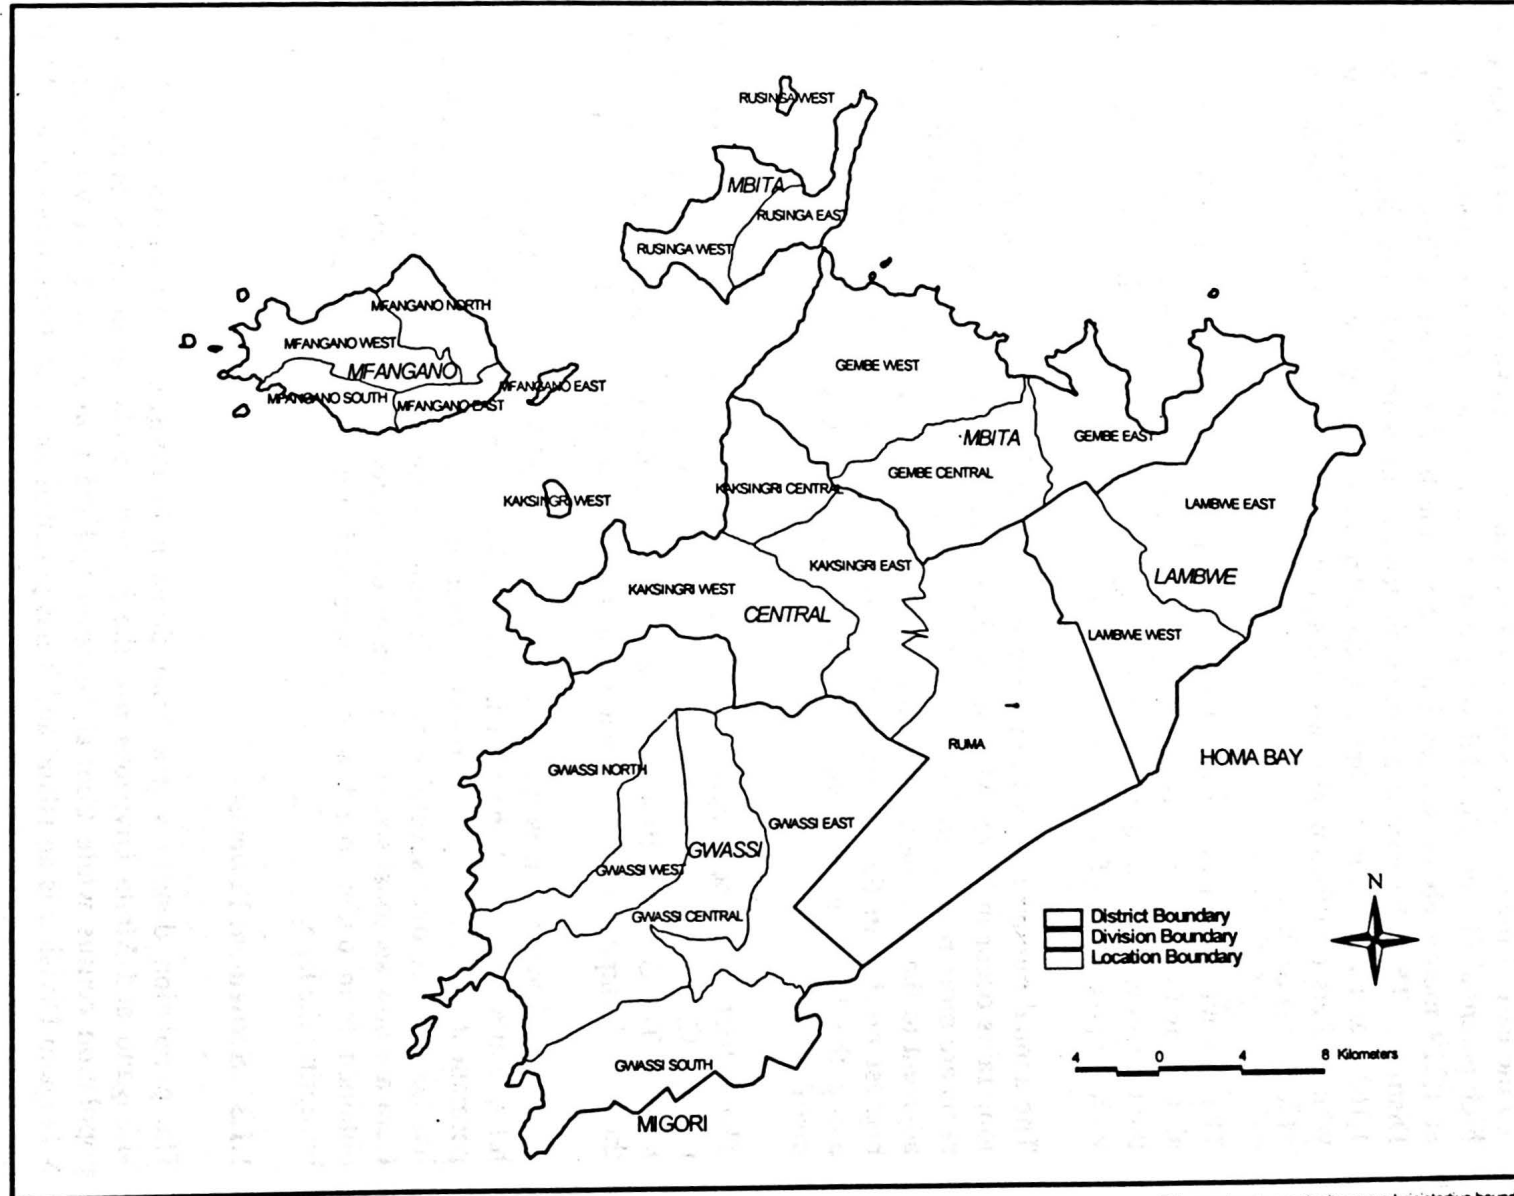 RUSINGA WEST
MBITA
RUSINGA EAST
RUSINGA WEST
MFANGANO NORTH
MFANGANO WEST
MFANGANO
MFANGANO EAST
MFANGANO SOUTH
MFANGANO EAST
GEMBE WEST
MBITA
GEMBE EAST
GEMBE CENTRAL
KAKSINGRI CENTRAL
KAKSINGRI WEST
LAMBWE EAST
KAKSINGRI EAST
LAMBWE
KAKSINGRI WEST
CENTRAL
LAMBWE WEST
RUMA
HOMA BAY
GWASSI NORTH
GWASSI EAST
GWASSI
GWASSI WEST
GWASSI CENTRAL
N
District Boundary
Division Boundary
Location Boundary
4 0 4 8 Kilometers
GWASSI SOUTH
MIGORI